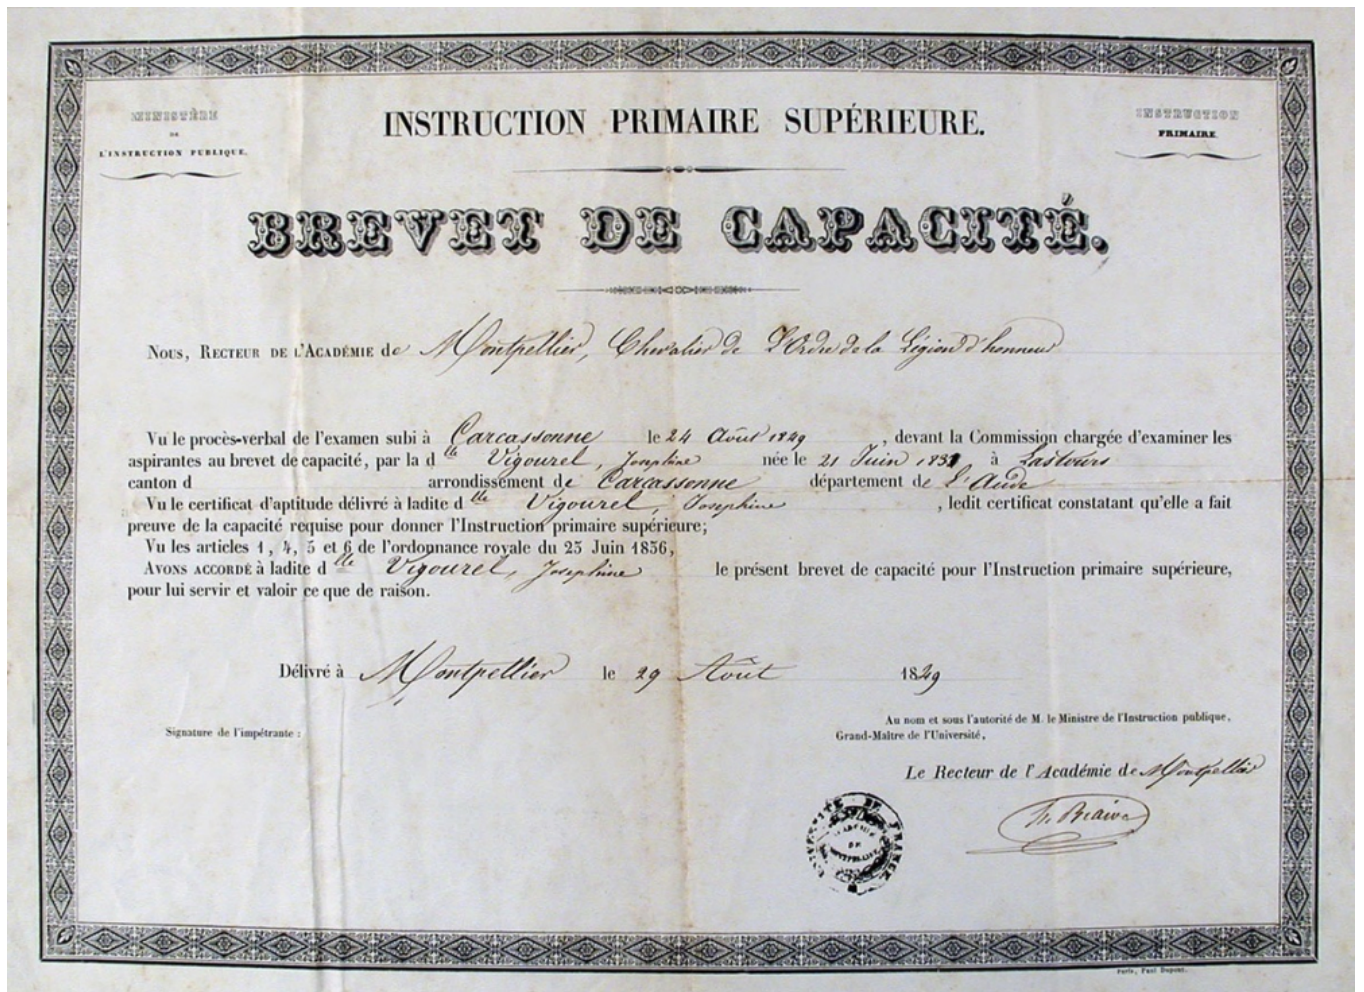 MINISTÈRE
DE
L'INSTRUCTION PUBLIQUE.
INSTRUCTION PRIMAIRE SUPÉRIEURE.
INSTRUCTION
PRIMAIRE
BREVET DE CAPACITÉ.
NOUS, RECTEUR DE L'ACADÉMIE de Montpellier, Chevalier de L'Ordre de la Légion d'honneur
Vu le procès-verbal de l'examen subi à Carcassonne le 24 Août 1849, devant la Commission chargée d'examiner les
aspirantes au brevet de capacité, par la dlle Vigourel, Josephine née le 21 Juin 1831 à Lastours
canton d arrondissement de Carcassonne département de L'Aude
Vu le certificat d'aptitude délivré à ladite dlle Vigourel, Josephine, ledit certificat constatant qu'elle a fait
preuve de la capacité requise pour donner l'Instruction primaire supérieure;
Vu les articles 1, 4, 5 et 6 de l'ordonnance royale du 23 Juin 1836,
AVONS ACCORDÉ à ladite dlle Vigourel, Josephine le présent brevet de capacité pour l'Instruction primaire supérieure,
pour lui servir et valoir ce que de raison.
Délivré à Montpellier le 29 Août 1849
Signature de l'impétrante :
Au nom et sous l'autorité de M. le Ministre de l'Instruction publique,
Grand-Maître de l'Université,
Le Recteur de l'Académie de Montpellier
UNIVERSITÉ DE FRANCE
DE
Paris, Paul Dupont.